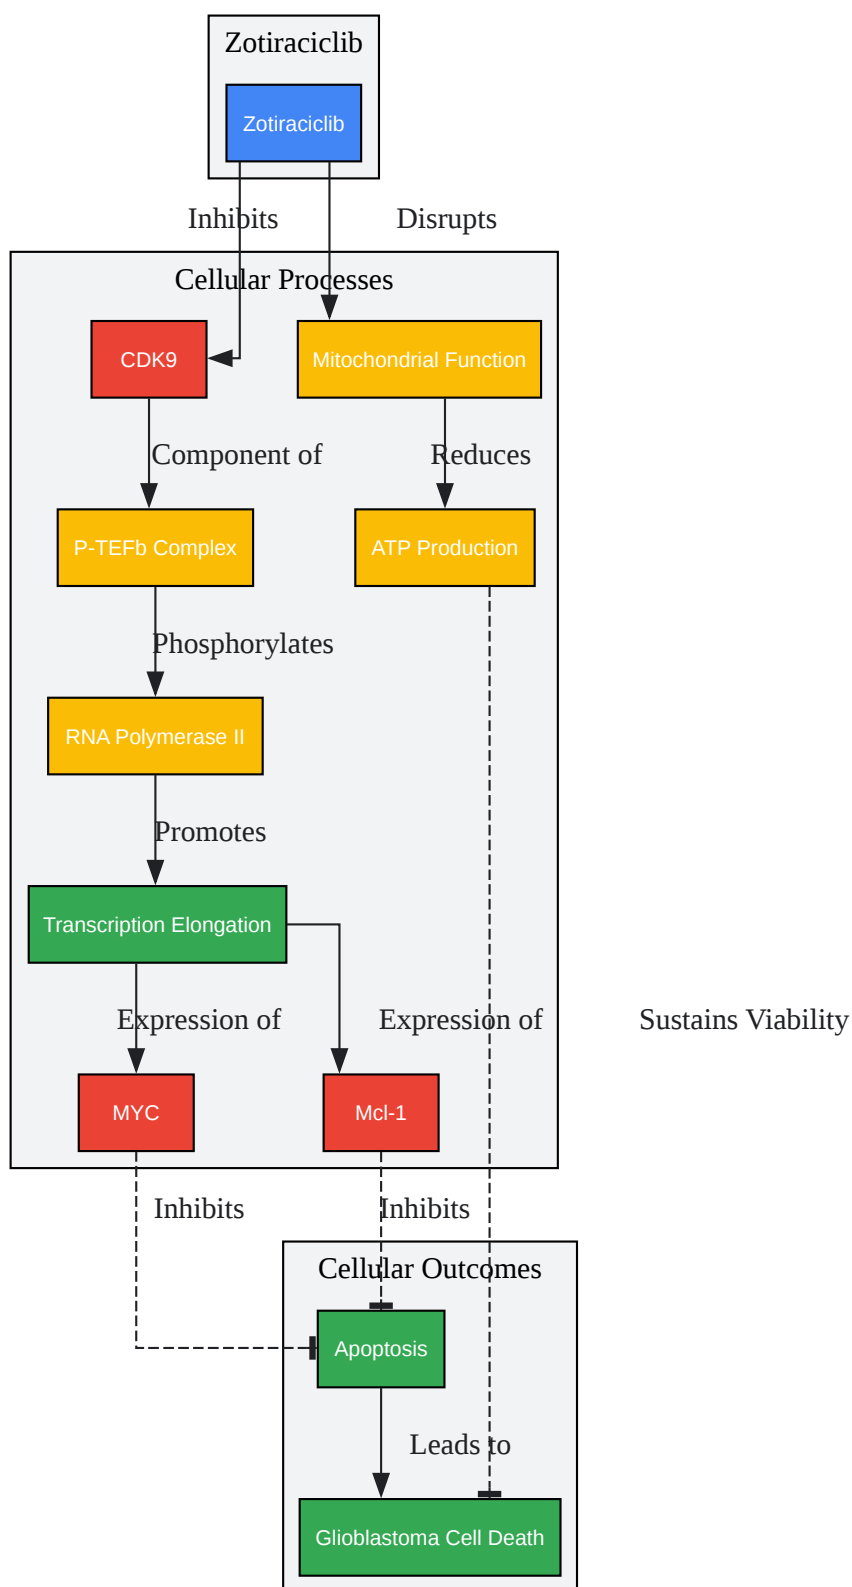 Zotiraciclib
Zotiraciclib
Inhibits
Disrupts
Cellular Processes
CDK9
Mitochondrial Function
Component of
Reduces
P-TEFb Complex
ATP Production
Phosphorylates
RNA Polymerase II
Promotes
Transcription Elongation
Expression of
Expression of
Sustains Viability
MYC
Mcl-1
Inhibits
Inhibits
Cellular Outcomes
Apoptosis
Leads to
Glioblastoma Cell Death